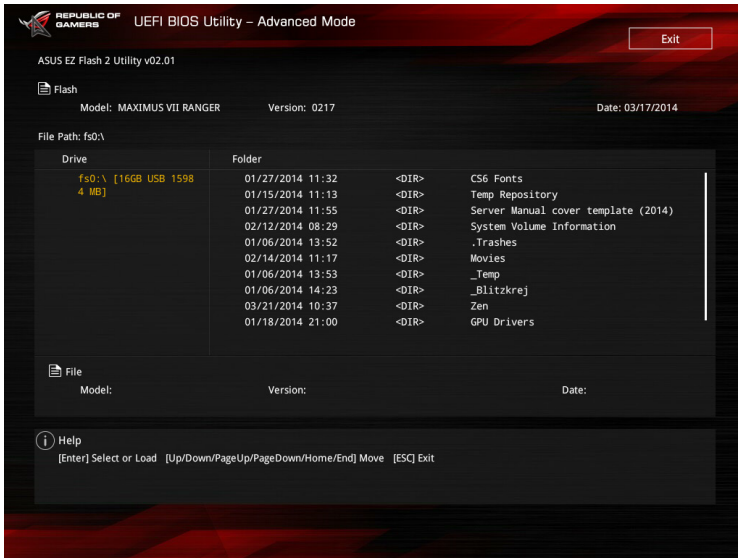 REPUBLIC OF
GAMERS
UEFI BIOS Utility – Advanced Mode
Exit
ASUS EZ Flash 2 Utility v02.01
Flash
Model: MAXIMUS VII RANGER Version: 0217 Date: 03/17/2014
File Path: fs0:\
Drive Folder
fs0:\ [16GB USB 1598
4 MB]
01/27/2014 11:32 <DIR> CS6 Fonts
01/15/2014 11:13 <DIR> Temp Repository
01/27/2014 11:55 <DIR> Server Manual cover template (2014)
02/12/2014 08:29 <DIR> System Volume Information
01/06/2014 13:52 <DIR> .Trashes
02/14/2014 11:17 <DIR> Movies
01/06/2014 13:53 <DIR> _Temp
01/06/2014 14:23 <DIR> _Blitzkrej
03/21/2014 10:37 <DIR> Zen
01/18/2014 21:00 <DIR> GPU Drivers
File
Model: Version: Date:
Help
[Enter] Select or Load [Up/Down/PageUp/PageDown/Home/End] Move [ESC] Exit